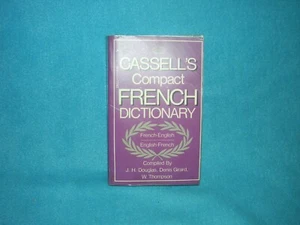 CASSELL'S
Compact
FRENCH
DICTIONARY
French-English
English-French
Compiled By
J. H. Douglas, Denis Girard,
W. Thompson